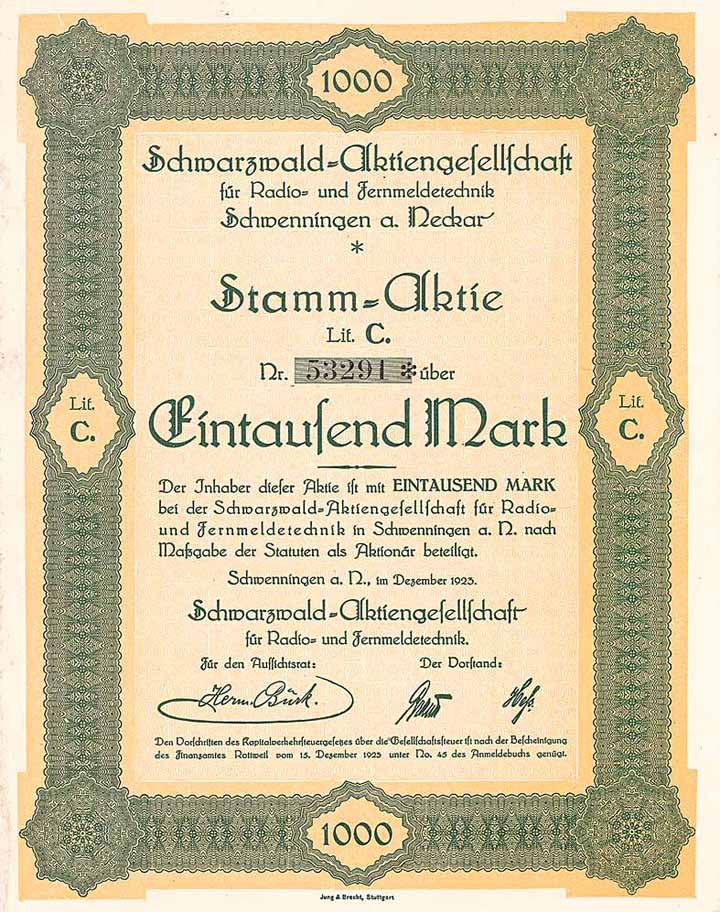 1000
Schwarzwald-Aktiengeſellſchaft
für Radio- und Fernmeldetechnik
Schwenningen a. Neckar
*
Stamm-Aktie
Lit. C.
Nr. 53291 * über
Lit. C.
Lit. C.
Eintauſend Mark
Der Inhaber dieſer Aktie iſt mit EINTAUSEND MARK
bei der Schwarzwald-Aktiengeſellſchaft für Radio-
und Fernmeldetechnik in Schwenningen a. N. nach
Maßgabe der Statuten als Aktionär beteiligt.
Schwenningen a. N., im Dezember 1923.
Schwarzwald-Aktiengeſellſchaft
für Radio- und Fernmeldetechnik.
Für den Aufſichtsrat: Der Vorſtand:
Herm. Bürk.
Den Vorſchriften des Kapitalverkehrſteuergeſetzes über die Geſellſchaftsſteuer iſt nach der Beſcheinigung
des Finanzamtes Rottweil vom 15. Dezember 1923 unter No. 45 des Anmeldebuchs genügt.
1000
Jung & Brecht, Stuttgart